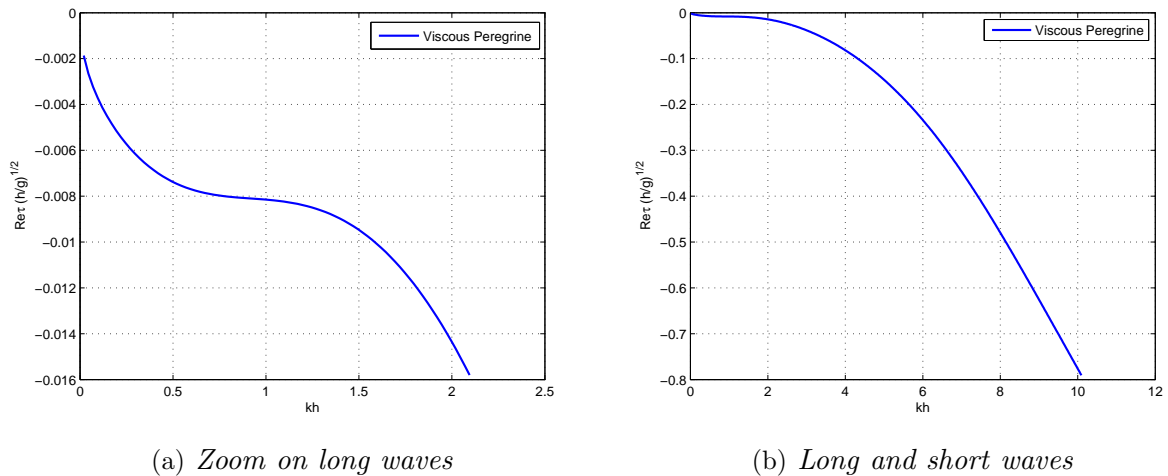 0
−0.002
−0.004
−0.006
−0.008
−0.01
−0.012
−0.014
−0.016
Re τ (h/g)^{1/2}
0 0.5 1 1.5 2 2.5
kh
Viscous Peregrine
(a) Zoom on long waves
0
−0.1
−0.2
−0.3
−0.4
−0.5
−0.6
−0.7
−0.8
Re τ (h/g)^{1/2}
0 2 4 6 8 10 12
kh
Viscous Peregrine
(b) Long and short waves